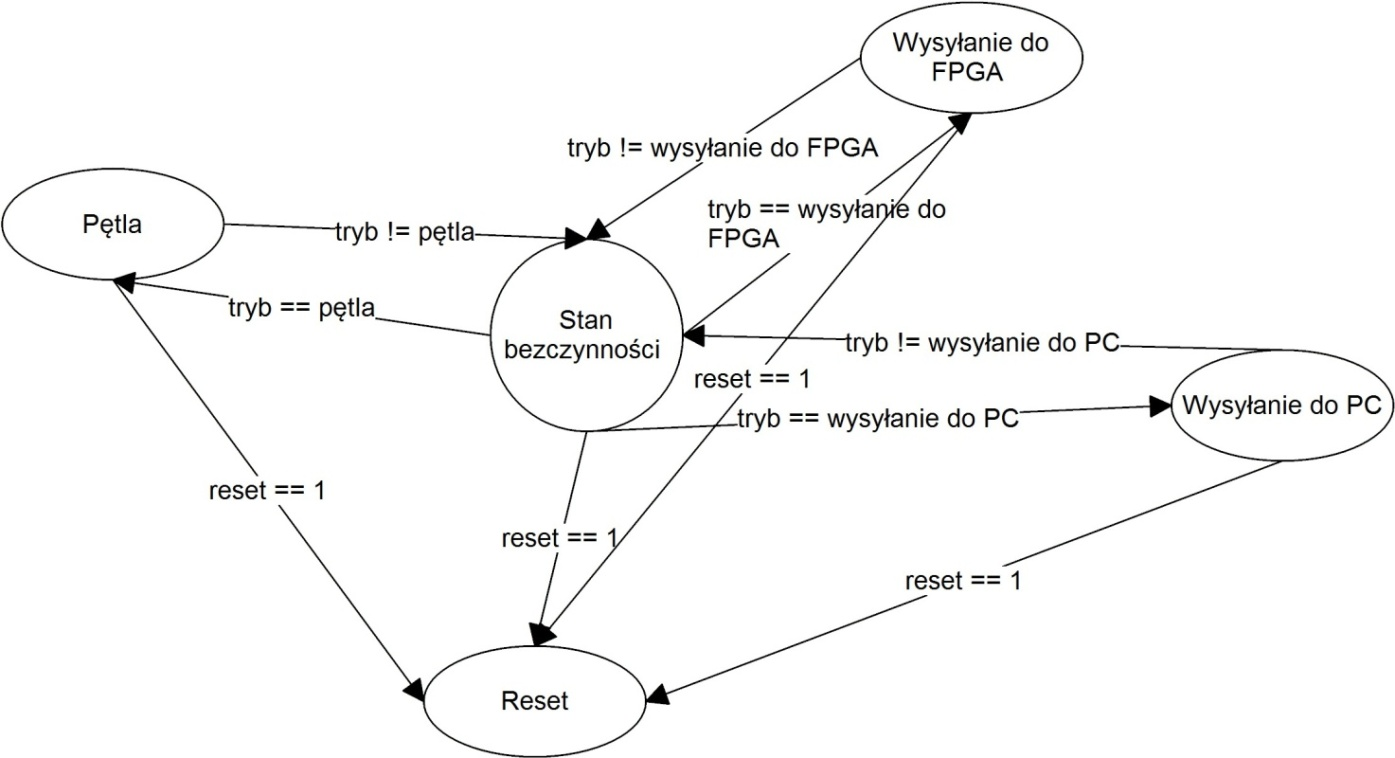 Wysyłanie do
FPGA
tryb != wysyłanie do FPGA
Pętla
tryb != pętla
tryb == wysyłanie do
FPGA
tryb == pętla
Stan
bezczynności
tryb != wysyłanie do PC
reset == 1
tryb == wysyłanie do PC
Wysyłanie do PC
reset == 1
reset == 1
reset == 1
Reset